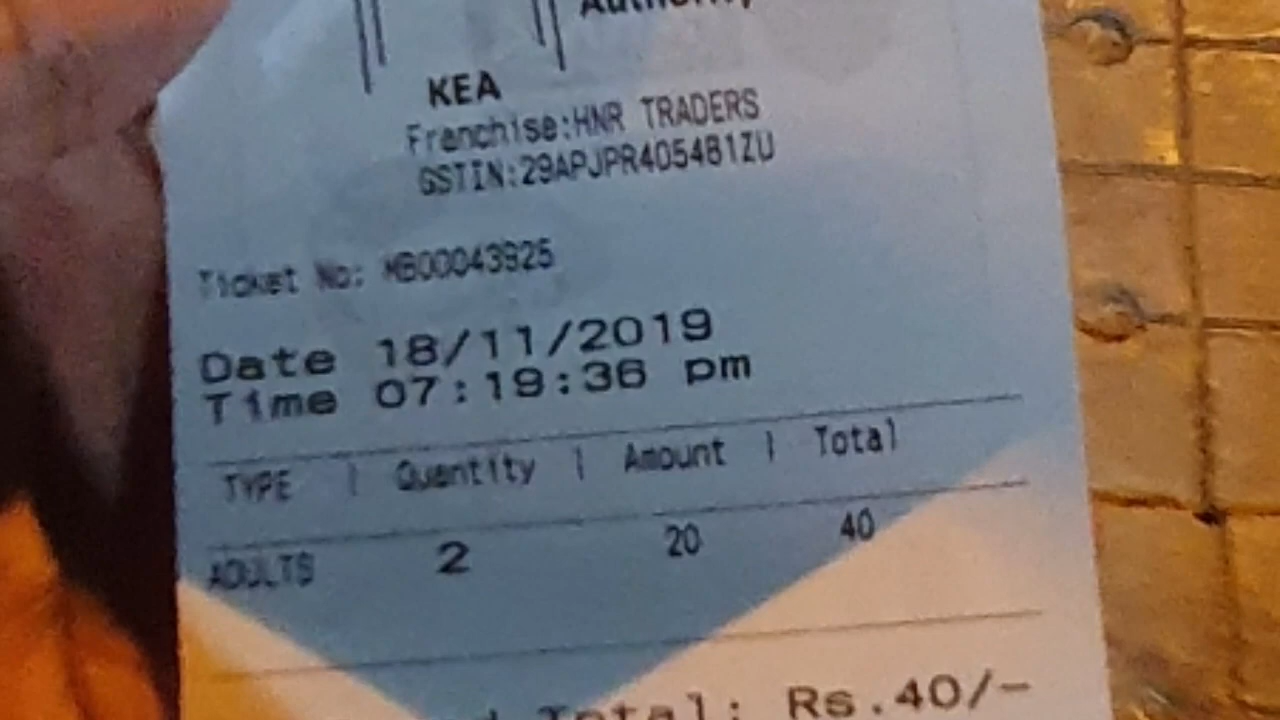 Authority
KEA
Franchise:HNR TRADERS
GSTIN:29APJPR4054B1ZU
Ticket No: MB00043925
Date 18/11/2019
Time 07:19:36 pm
TYPE | Quantity | Amount | Total
ADULTS 2 20 40
Total: Rs.40/-